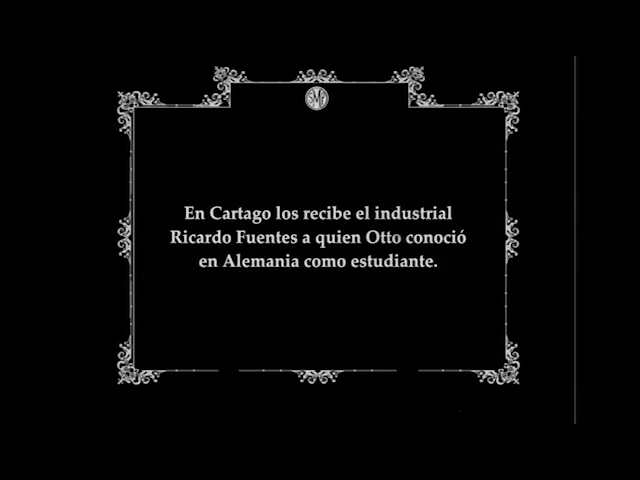 En Cartago los recibe el industrial
Ricardo Fuentes a quien Otto conoció
en Alemania como estudiante.